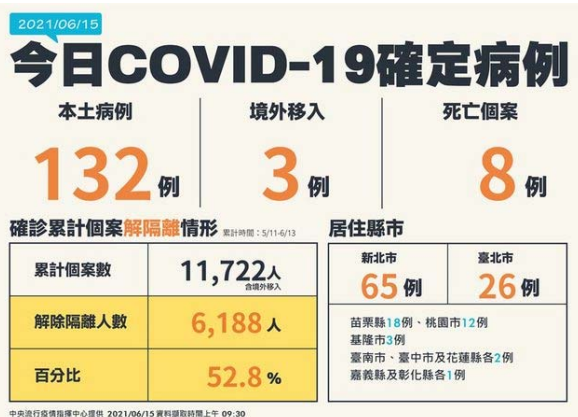 2021/06/15
今日COVID-19確定病例
本土病例
132例
境外移入
3例
死亡個案
8例
確診累計個案解隔離情形 累計時間：5/11-6/13
累計個案數
11,722人
含境外移入
解除隔離人數
6,188人
百分比
52.8%
居住縣市
新北市
65例
臺北市
26例
苗栗縣18例、桃園市12例
基隆市3例
臺南市、臺中市及花蓮縣各2例
嘉義縣及彰化縣各1例
中央流行疫情指揮中心提供 2021/06/15 資料擷取時間上午 09:30